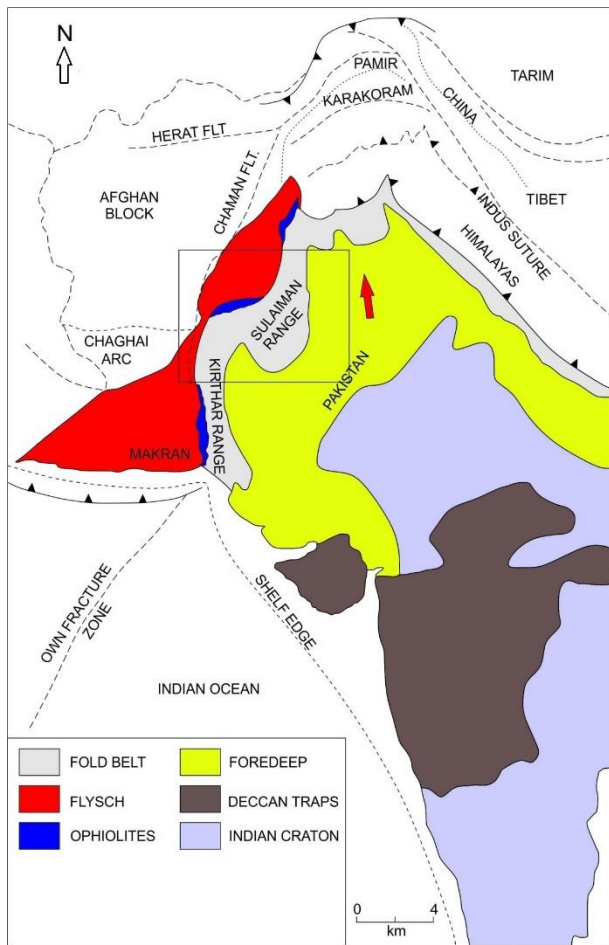 N
PAMIR
TARIM
KARAKORAM
CHINA
HERAT FLT
CHAMAN FLT.
AFGHAN
BLOCK
TIBET
INDUS SUTURE
HIMALAYAS
SULAIMAN
RANGE
CHAGHAI
ARC
KIRTHAR RANGE
PAKISTAN
MAKRAN
OWN FRACTURE
ZONE
SHELF EDGE
INDIAN OCEAN
FOLD BELT
FOREDEEP
FLYSCH
DECCAN TRAPS
OPHIOLITES
INDIAN CRATON
0 4
km